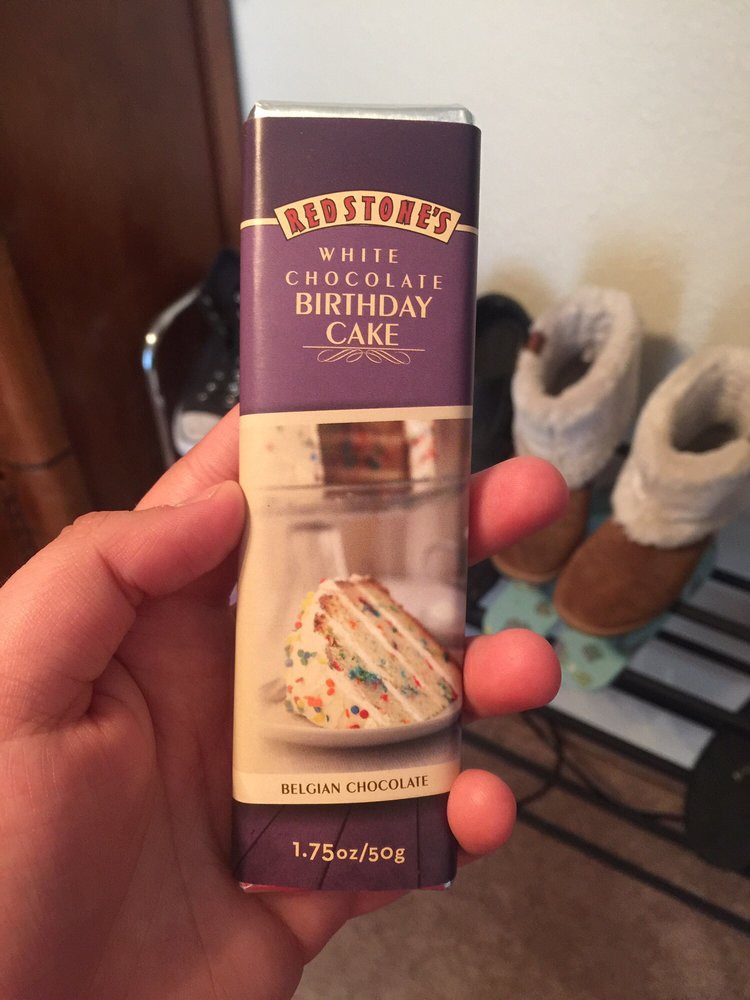 REDSTONE'S
WHITE
CHOCOLATE
BIRTHDAY
CAKE
BELGIAN CHOCOLATE
1.75oz/50g